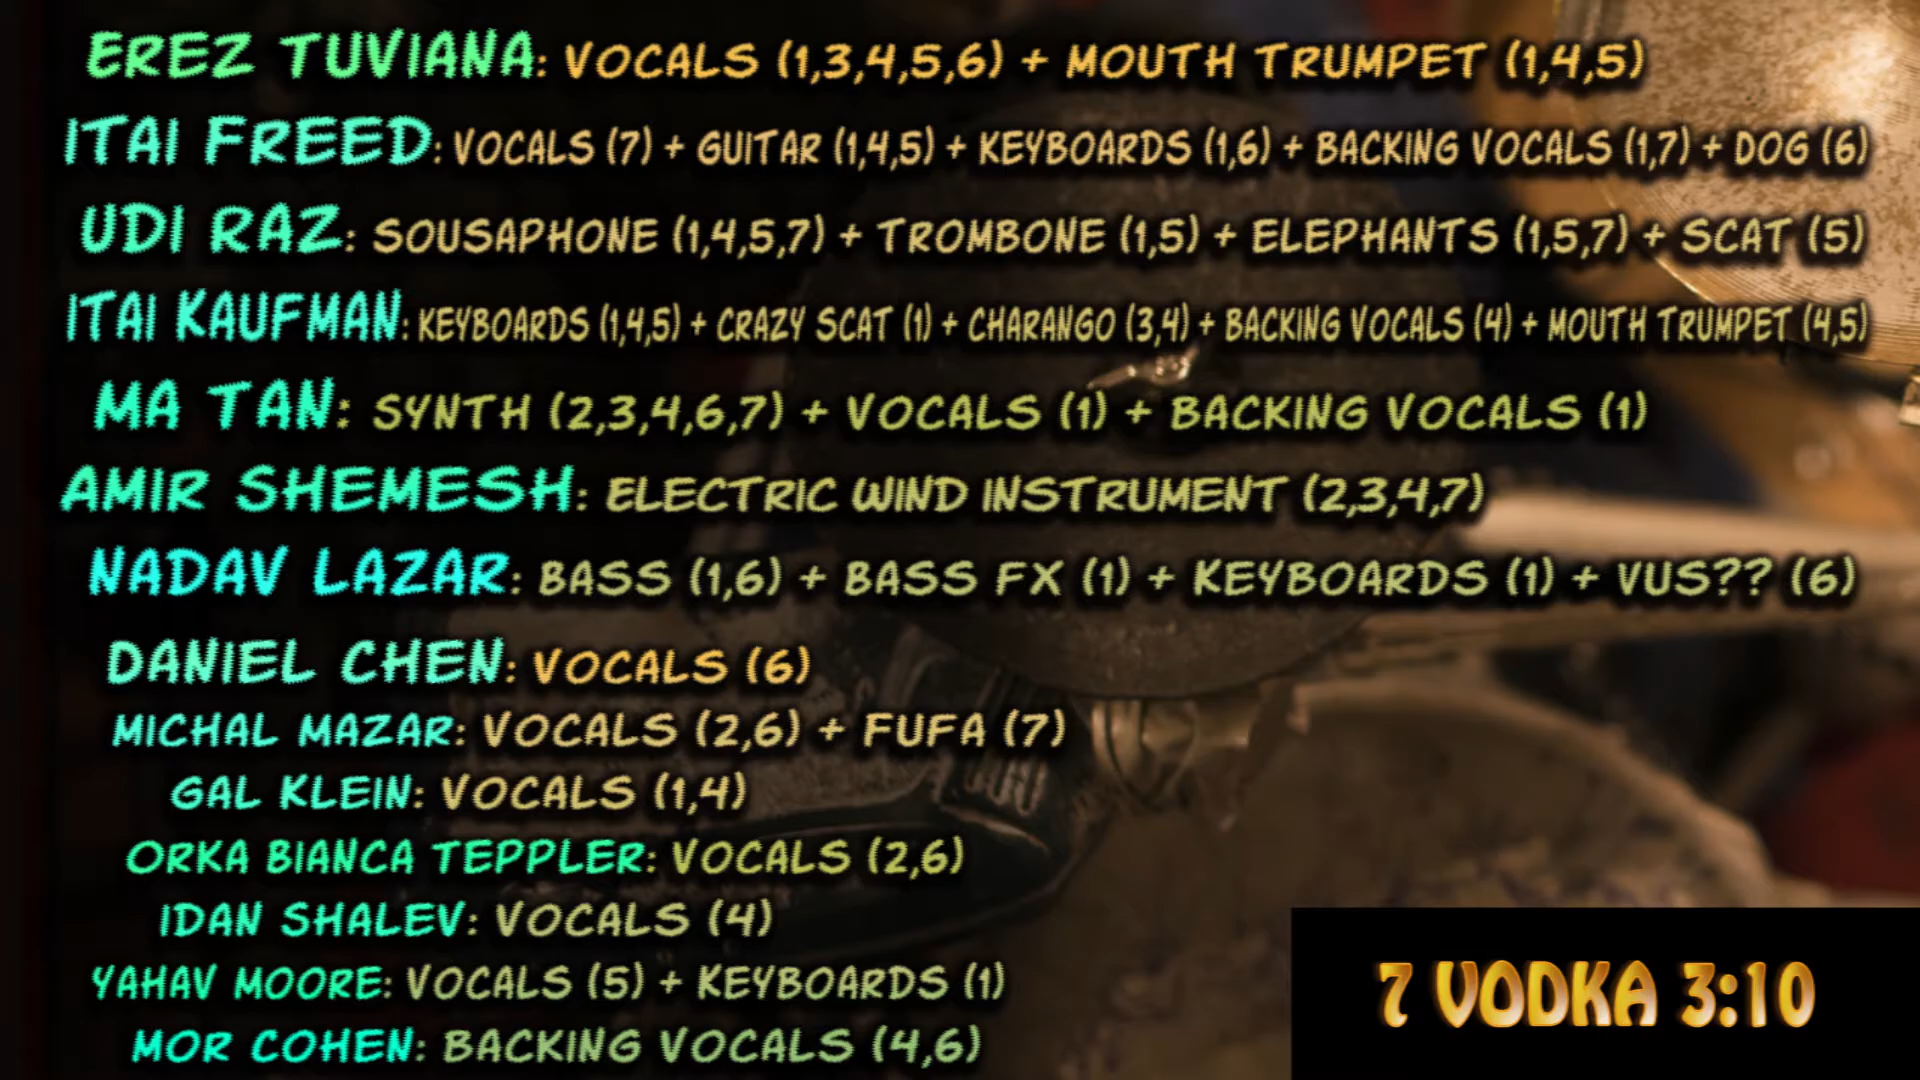 EREZ TUVIANA: VOCALS (1,3,4,5,6) + MOUTH TRUMPET (1,4,5)
ITAI FREED: VOCALS (7) + GUITAR (1,4,5) + KEYBOARDS (1,6) + BACKING VOCALS (1,7) + DOG (6)
UDI RAZ: SOUSAPHONE (1,4,5,7) + TROMBONE (1,5) + ELEPHANTS (1,5,7) + SCAT (5)
ITAI KAUFMAN: KEYBOARDS (1,4,5) + CRAZY SCAT (1) + CHARANGO (3,4) + BACKING VOCALS (4) + MOUTH TRUMPET (4,5)
MA TAN: SYNTH (2,3,4,6,7) + VOCALS (1) + BACKING VOCALS (1)
AMIR SHEMESH: ELECTRIC WIND INSTRUMENT (2,3,4,7)
NADAV LAZAR: BASS (1,6) + BASS FX (1) + KEYBOARDS (1) + VUS?? (6)
DANIEL CHEN: VOCALS (6)
MICHAL MAZAR: VOCALS (2,6) + FUFA (7)
GAL KLEIN: VOCALS (1,4)
ORKA BIANCA TEPPLER: VOCALS (2,6)
IDAN SHALEV: VOCALS (4)
YAHAV MOORE: VOCALS (5) + KEYBOARDS (1)
MOR COHEN: BACKING VOCALS (4,6)
7 VODKA 3:10